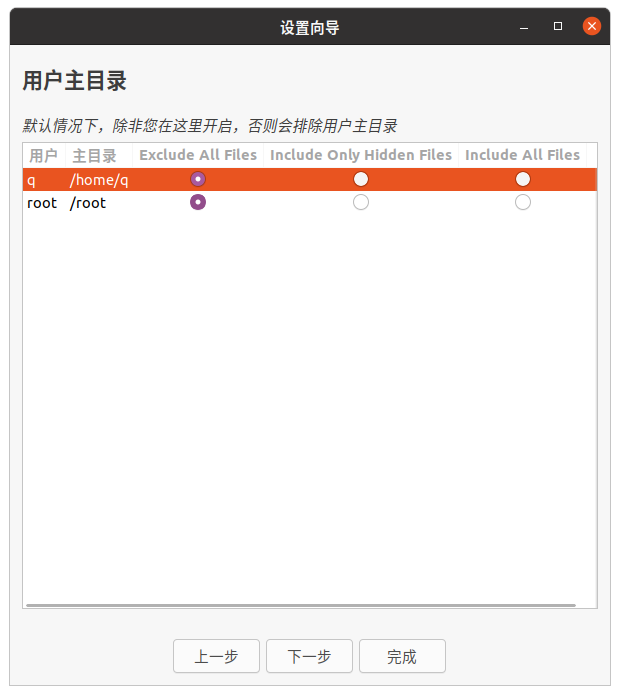 设置向导
用户主目录
默认情况下，除非您在这里开启，否则会排除用户主目录
用户 主目录 Exclude All Files Include Only Hidden Files Include All Files
q /home/q
root /root
上一步 下一步 完成